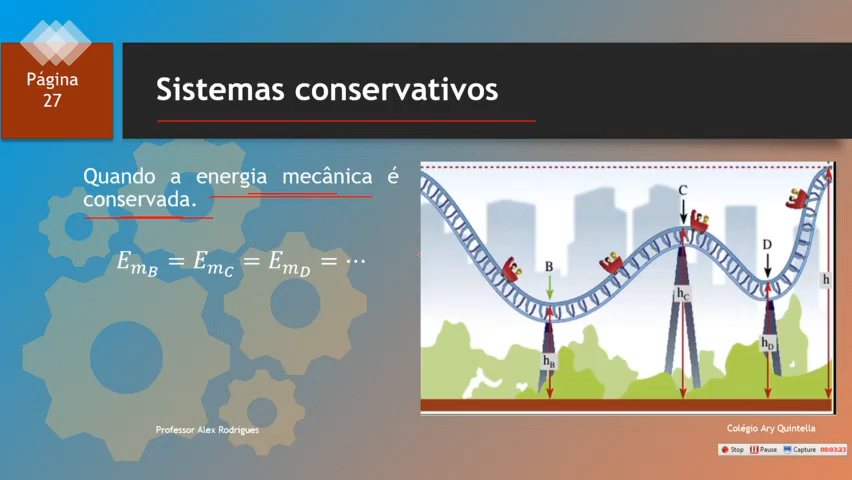 Página
27
Sistemas conservativos
Quando a energia mecânica é
conservada.
E_{m_B} = E_{m_C} = E_{m_D} = ⋯
C
B
D
h_C
h
h_D
h_B
Professor Alex Rodrigues
Colégio Ary Quintella
Stop Pause Capture 00:03:23